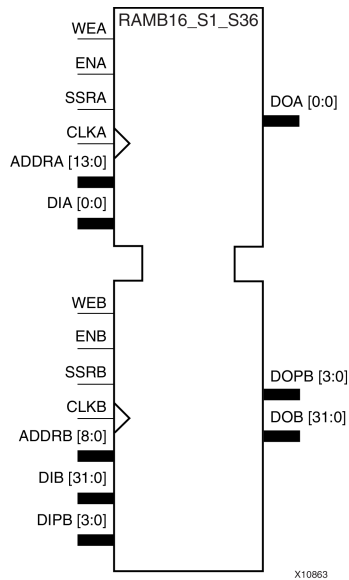 RAMB16_S1_S36
WEA
ENA
SSRA
DOA [0:0]
CLKA
ADDRA [13:0]
DIA [0:0]
WEB
ENB
SSRB
DOPB [3:0]
CLKB
DOB [31:0]
ADDRB [8:0]
DIB [31:0]
DIPB [3:0]
X10863